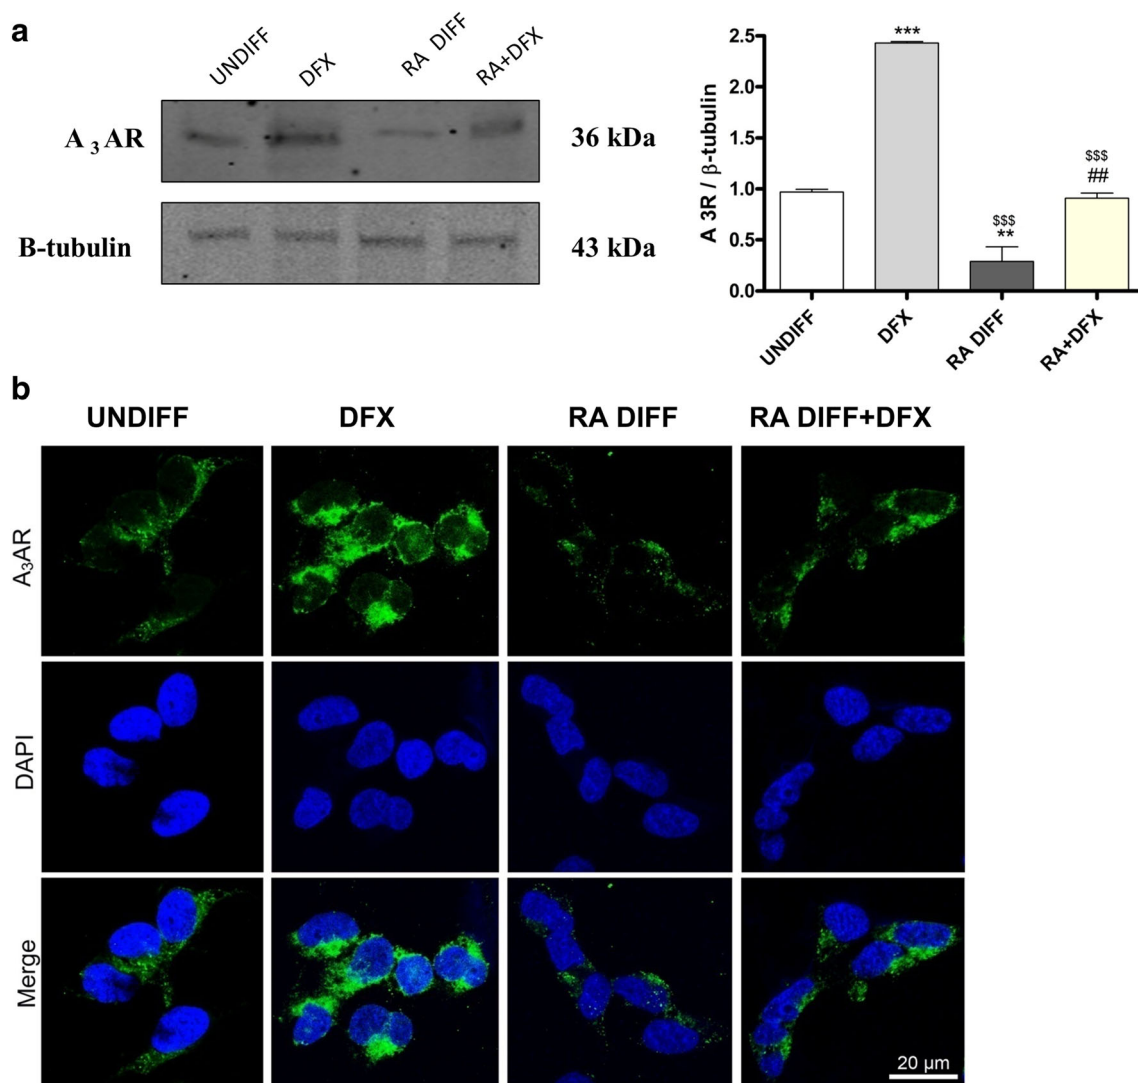 a
UNDIFF
DFX
RA DIFF
RA+DFX
A 3 AR
36 kDa
B-tubulin
43 kDa
A 3R / β-tubulin
2.5
2.0
1.5
1.0
0.5
0.0
***
$$$
**
$$$
##
UNDIFF
DFX
RA DIFF
RA+DFX
b
UNDIFF
DFX
RA DIFF
RA DIFF+DFX
A3AR
DAPI
Merge
20 μm